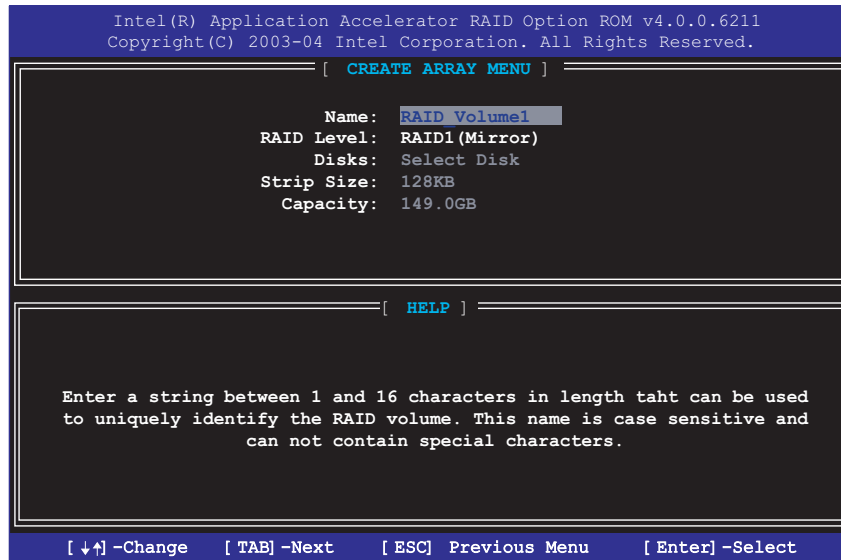 Intel(R) Application Accelerator RAID Option ROM v4.0.0.6211
Copyright(C) 2003-04 Intel Corporation. All Rights Reserved.
[ CREATE ARRAY MENU ]
Name: RAID_Volume1
RAID Level: RAID1(Mirror)
Disks: Select Disk
Strip Size: 128KB
Capacity: 149.0GB
[ HELP ]
Enter a string between 1 and 16 characters in length taht can be used
to uniquely identify the RAID volume. This name is case sensitive and
can not contain special characters.
[↓↑]-Change [TAB]-Next [ESC] Previous Menu [Enter]-Select